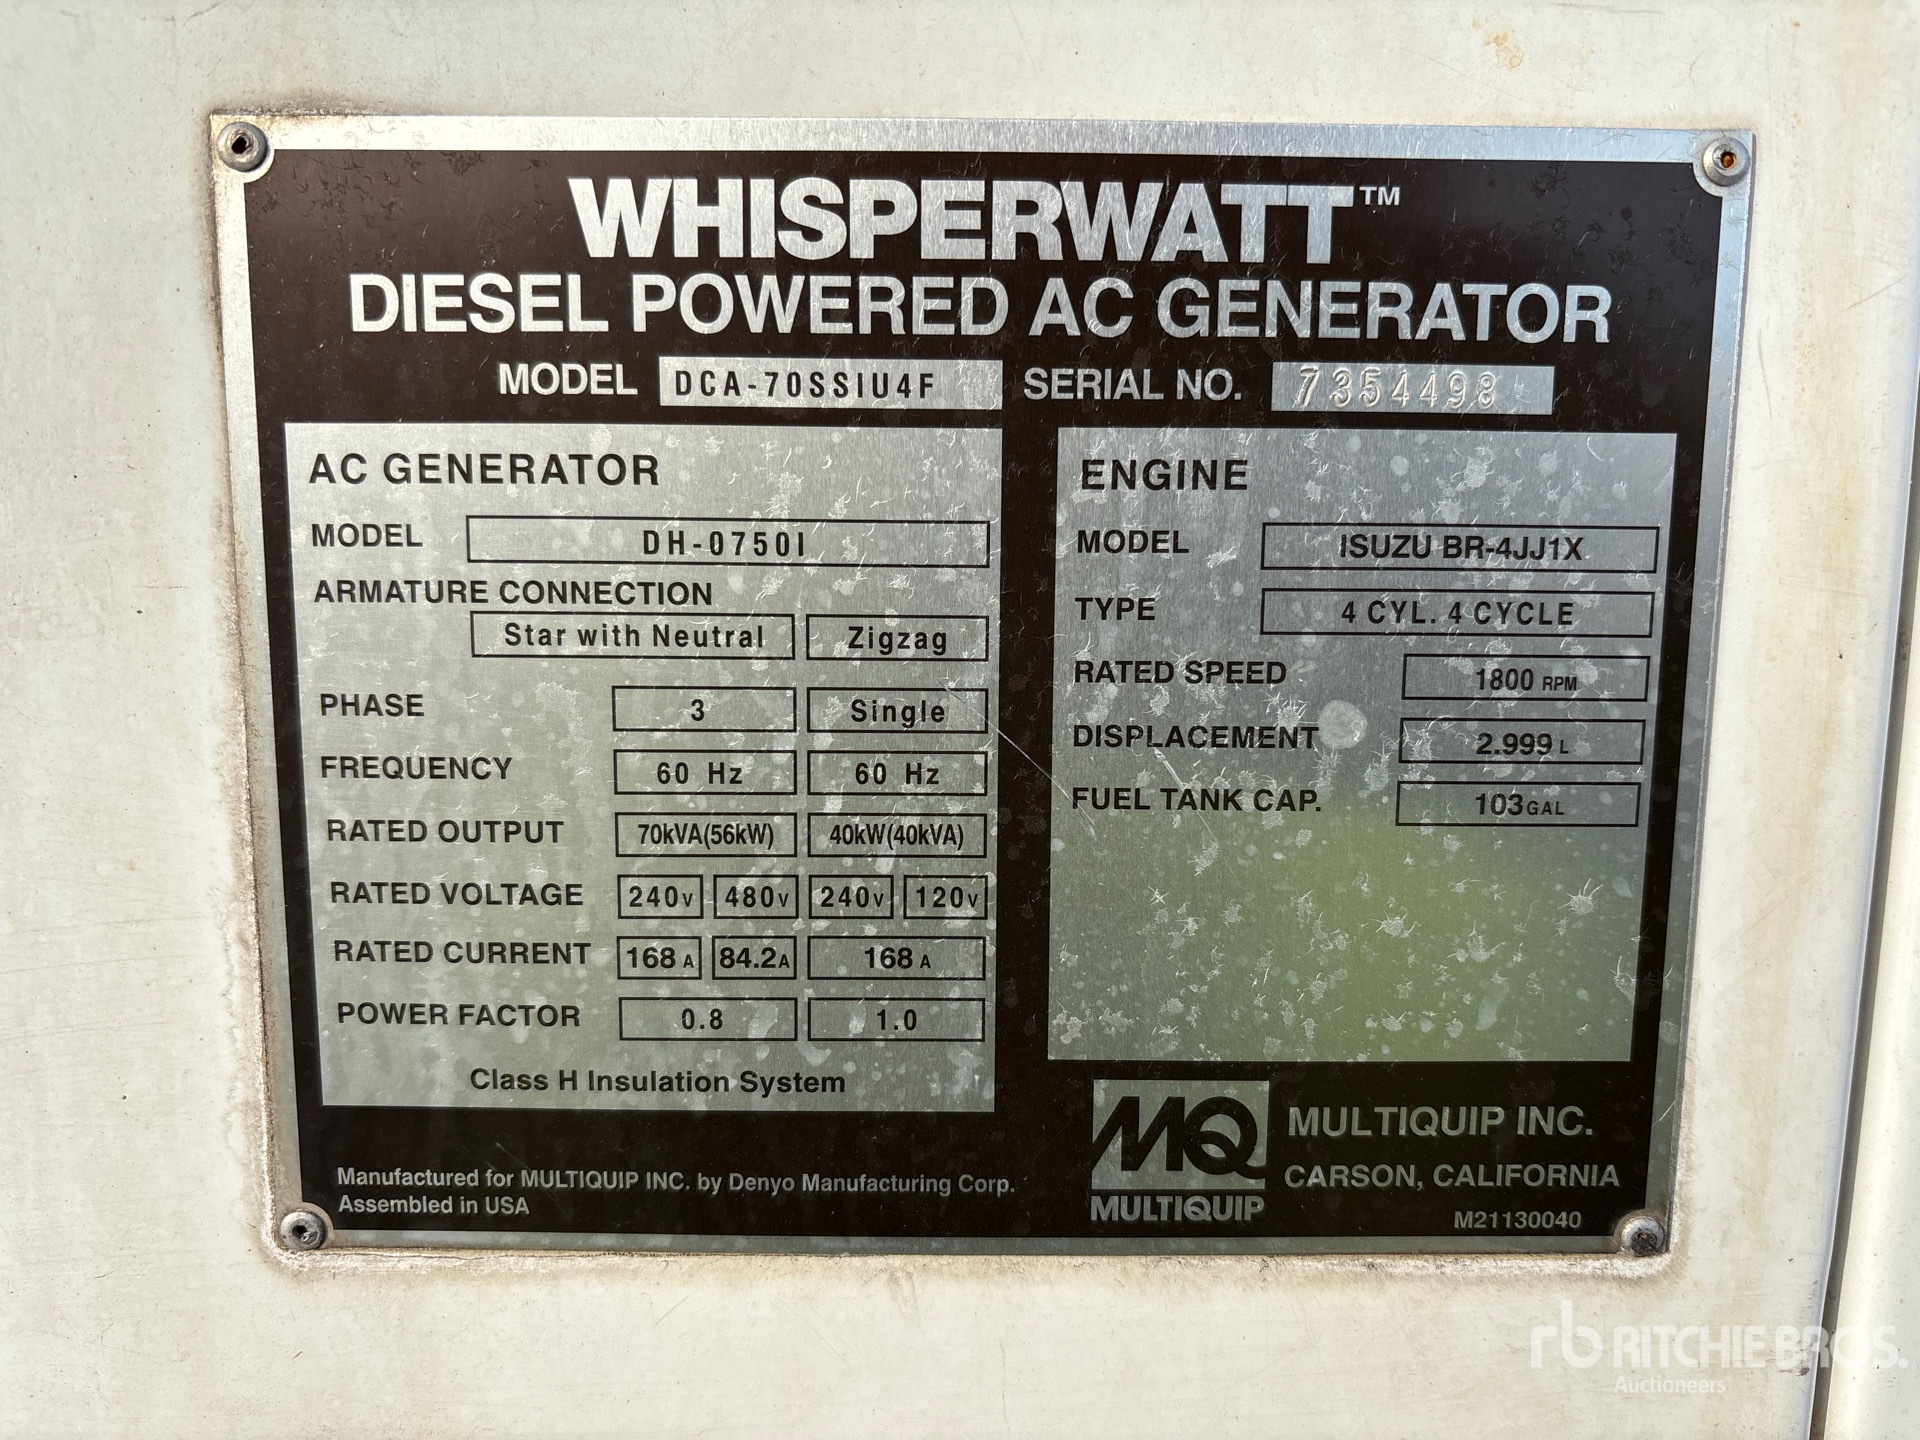 WHISPERWATT™
DIESEL POWERED AC GENERATOR
MODEL DCA-70SSIU4F SERIAL NO. 7354498
AC GENERATOR
MODEL DH-0750I
ARMATURE CONNECTION
Star with Neutral Zigzag
PHASE 3 Single
FREQUENCY 60 Hz 60 Hz
RATED OUTPUT 70kVA(56kW) 40kW(40kVA)
RATED VOLTAGE 240V 480V 240V 120V
RATED CURRENT 168 A 84.2A 168 A
POWER FACTOR 0.8 1.0
Class H Insulation System
ENGINE
MODEL ISUZU BR-4JJ1X
TYPE 4 CYL. 4 CYCLE
RATED SPEED 1800 RPM
DISPLACEMENT 2.999 L
FUEL TANK CAP. 103GAL
Manufactured for MULTIQUIP INC. by Denyo Manufacturing Corp.
Assembled in USA
MQ
MULTIQUIP
MULTIQUIP INC.
CARSON, CALIFORNIA
M21130040
rb RITCHIE BROS.
Auctioneers